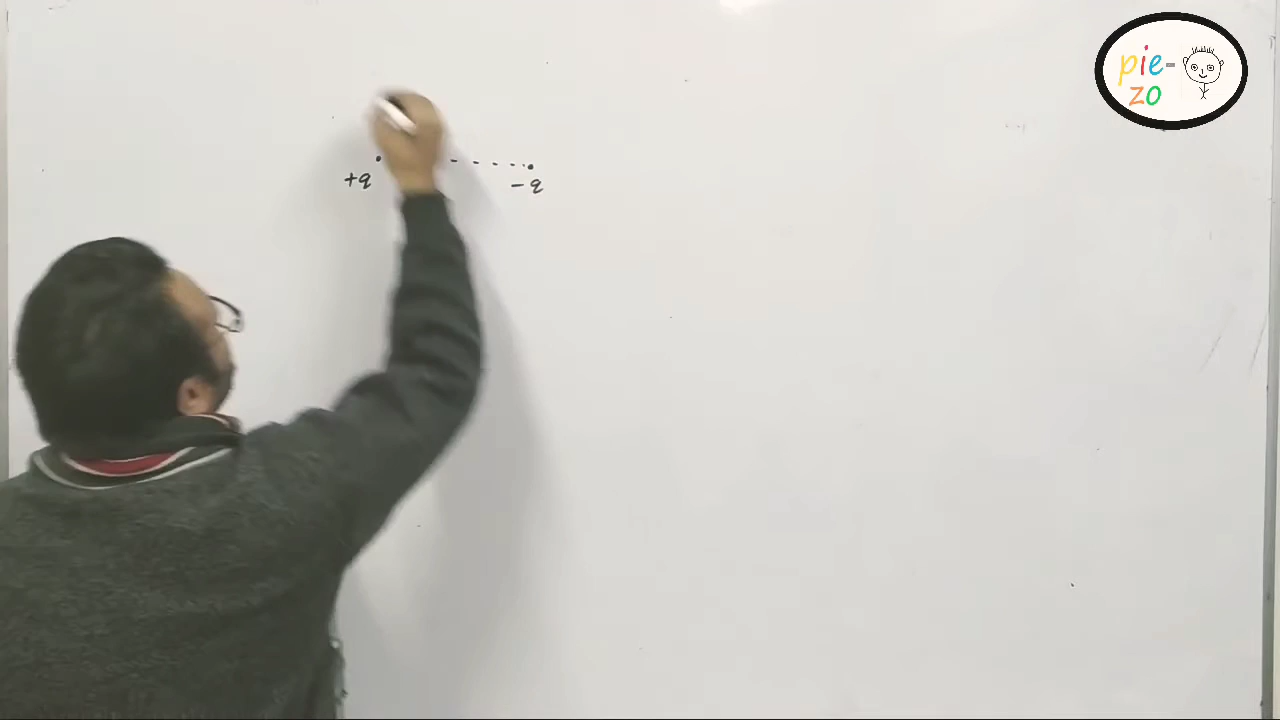 pie-
zo
+q -q